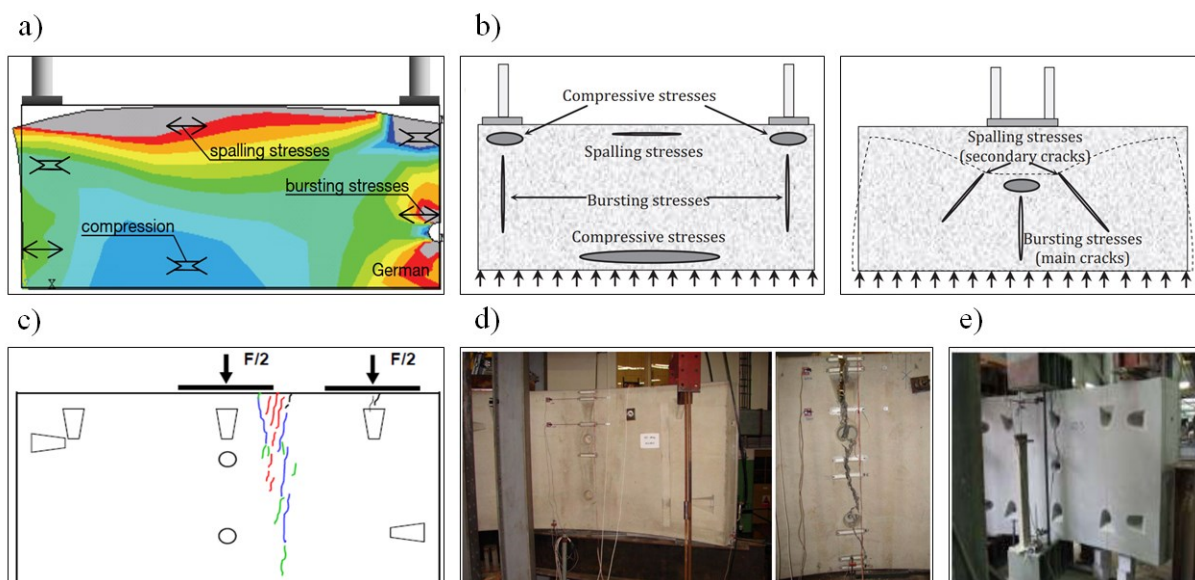 a)
spalling stresses
bursting stresses
compression
German
X
b)
Compressive stresses
Spalling stresses
Bursting stresses
Compressive stresses
Spalling stresses
(secondary cracks)
Bursting stresses
(main cracks)
c)
F/2
F/2
d)
e)